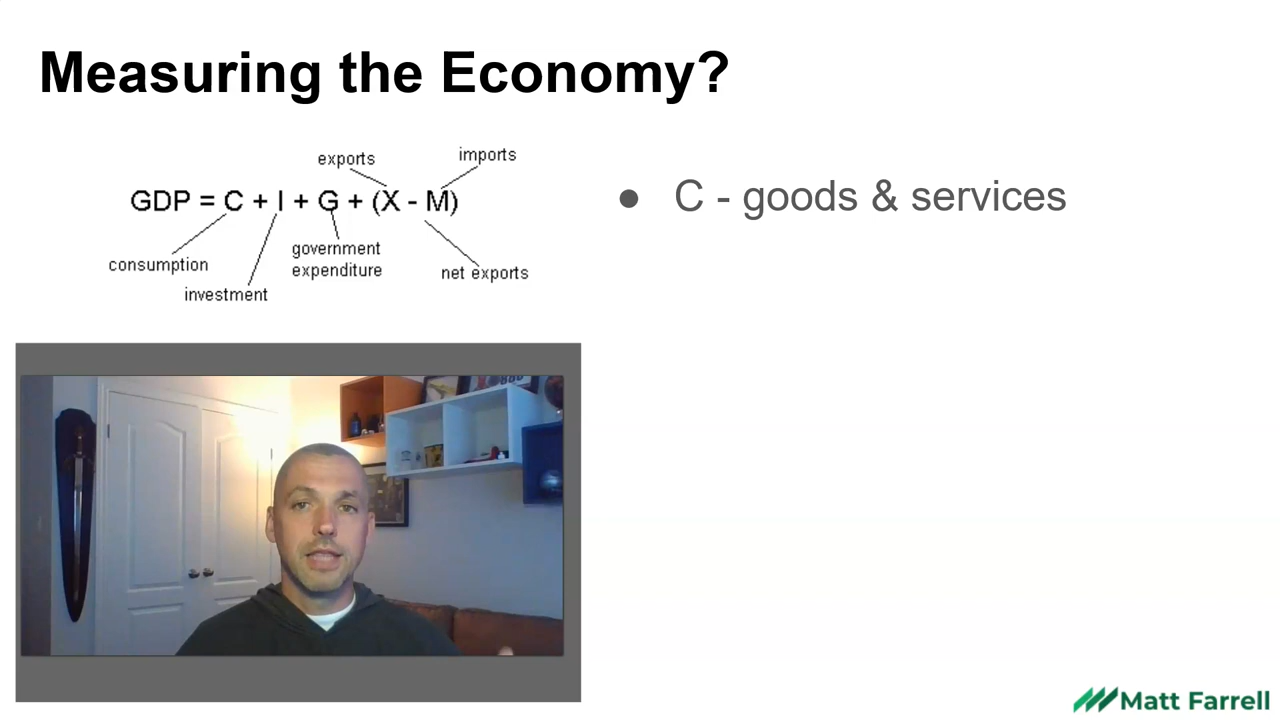 Measuring the Economy?
exports
imports
GDP = C + I + G + (X - M)
consumption
investment
government
expenditure
net exports
● C - goods & services
Matt Farrell